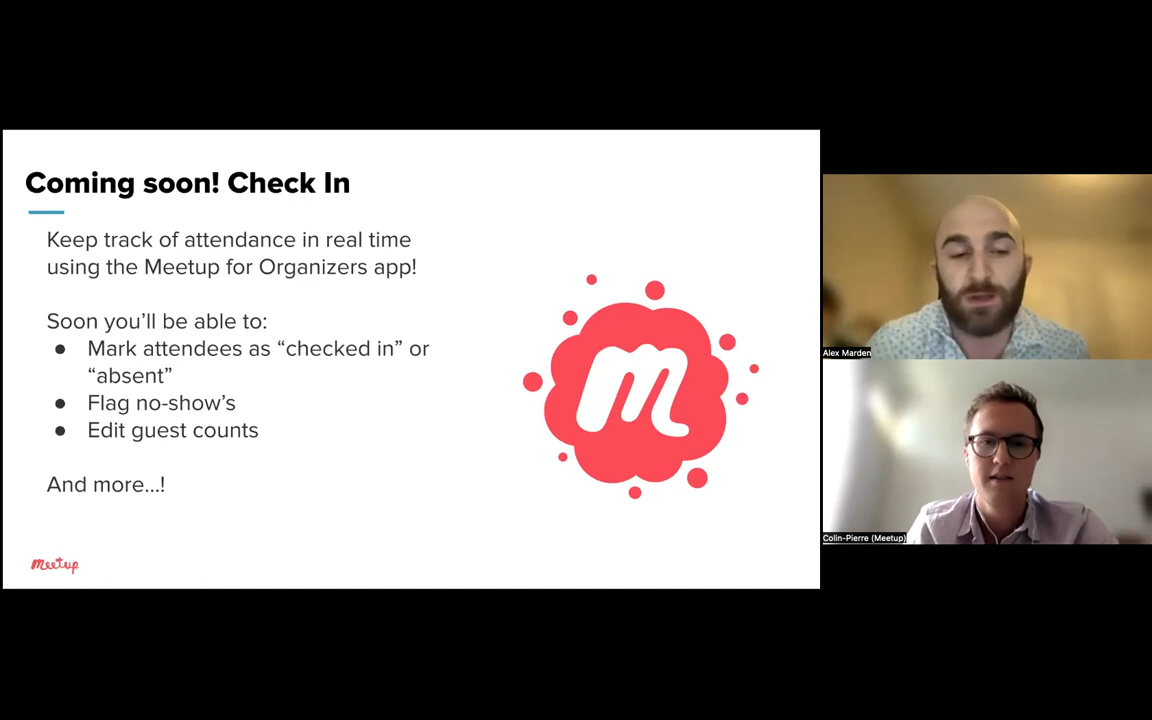 Coming soon! Check In
Keep track of attendance in real time
using the Meetup for Organizers app!
Soon you’ll be able to:
● Mark attendees as “checked in” or
“absent”
● Flag no-show’s
● Edit guest counts
And more...!
m
meetup
Alex Marden
Colin-Pierre (Meetup)